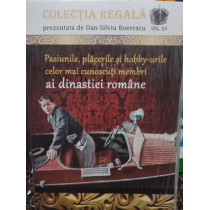 COLECȚIA REGALĂ
prezentată de Dan-Silviu Boerescu
VOL. XV
Pasiunile, plăcerile și hobby-urile
celor mai cunoscuți membri
ai dinastiei române